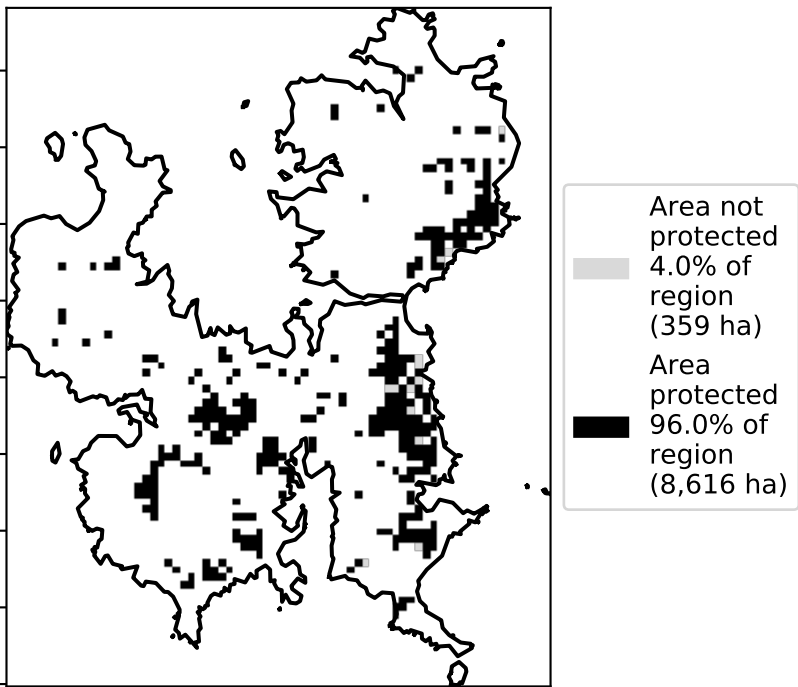 Area not
protected
4.0% of
region
(359 ha)
Area
protected
96.0% of
region
(8,616 ha)